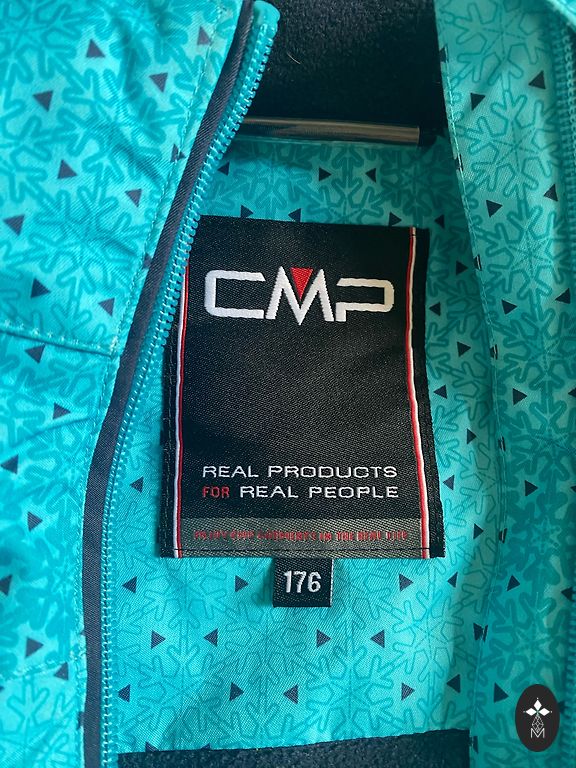 CMP
REAL PRODUCTS
FOR REAL PEOPLE
176